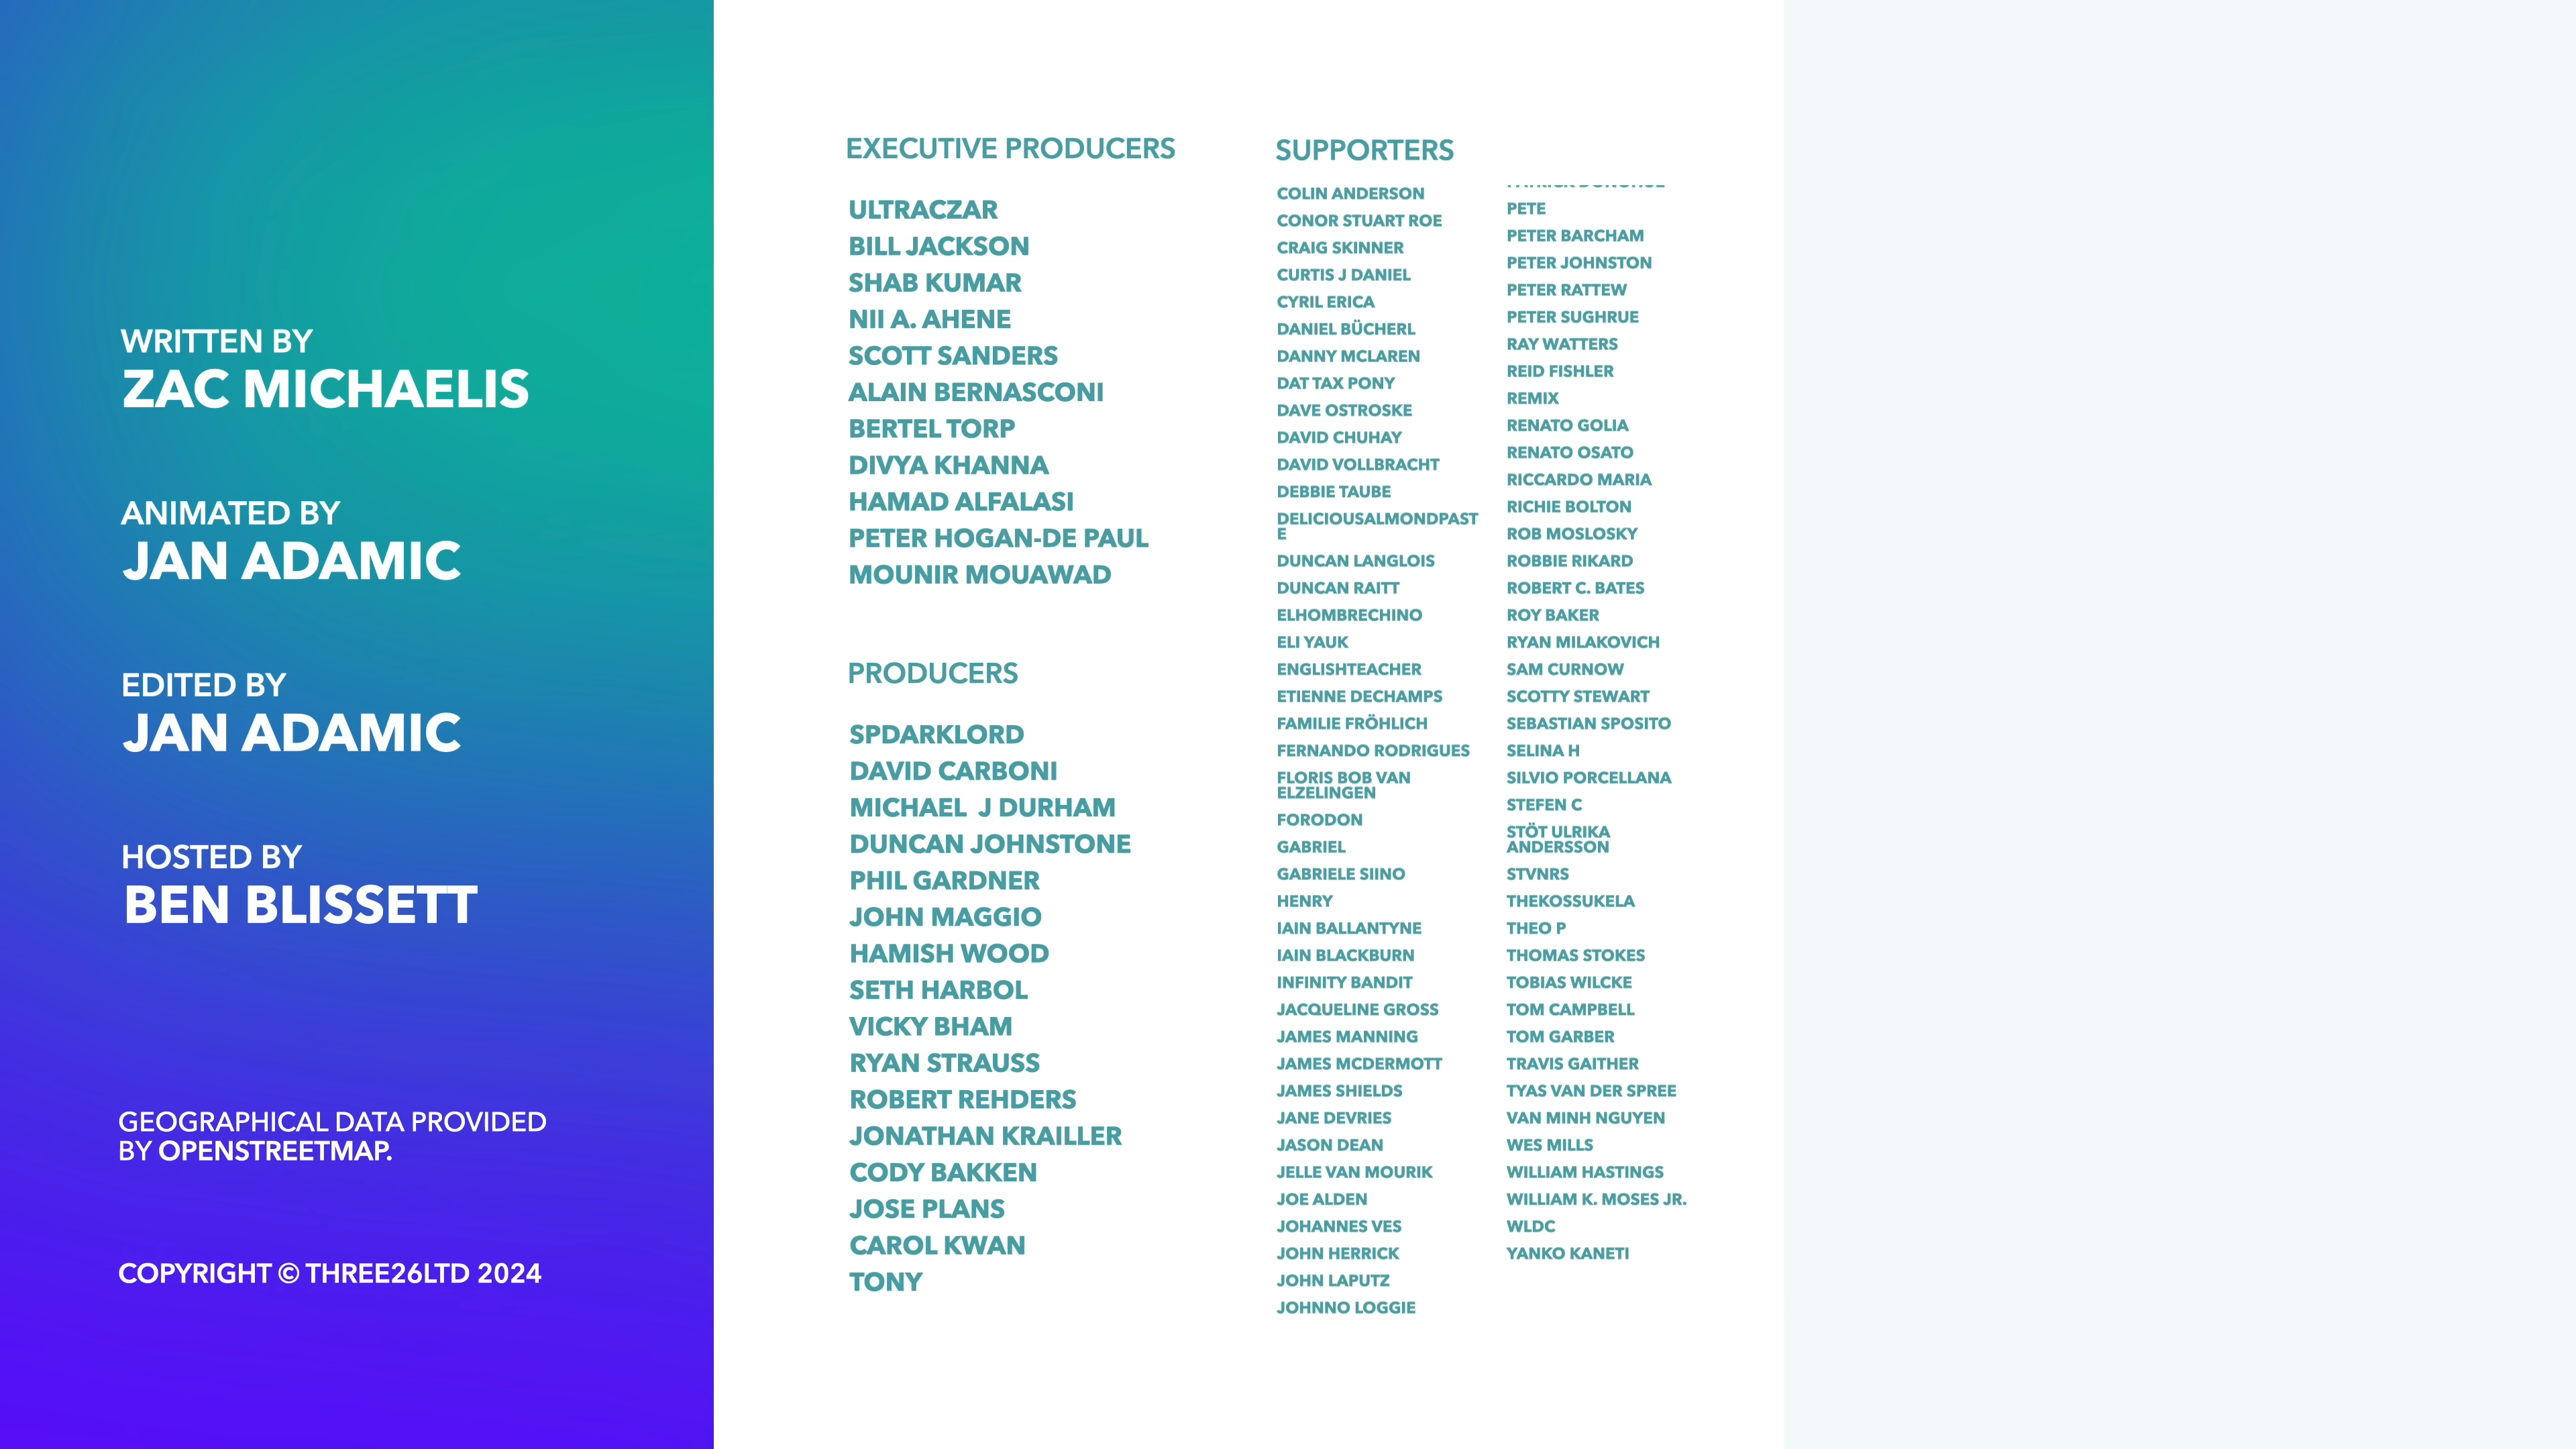 WRITTEN BY
ZAC MICHAELIS
ANIMATED BY
JAN ADAMIC
EDITED BY
JAN ADAMIC
HOSTED BY
BEN BLISSETT
GEOGRAPHICAL DATA PROVIDED
BY OPENSTREETMAP.
COPYRIGHT © THREE26LTD 2024
EXECUTIVE PRODUCERS
ULTRACZAR
BILL JACKSON
SHAB KUMAR
NII A. AHENE
SCOTT SANDERS
ALAIN BERNASCONI
BERTEL TORP
DIVYA KHANNA
HAMAD ALFALASI
PETER HOGAN-DE PAUL
MOUNIR MOUAWAD
PRODUCERS
SPDARKLORD
DAVID CARBONI
MICHAEL  J DURHAM
DUNCAN JOHNSTONE
PHIL GARDNER
JOHN MAGGIO
HAMISH WOOD
SETH HARBOL
VICKY BHAM
RYAN STRAUSS
ROBERT REHDERS
JONATHAN KRAILLER
CODY BAKKEN
JOSE PLANS
CAROL KWAN
TONY
SUPPORTERS
COLIN ANDERSON
CONOR STUART ROE
CRAIG SKINNER
CURTIS J DANIEL
CYRIL ERICA
DANIEL BÜCHERL
DANNY MCLAREN
DAT TAX PONY
DAVE OSTROSKE
DAVID CHUHAY
DAVID VOLLBRACHT
DEBBIE TAUBE
DELICIOUSALMONDPAST
E
DUNCAN LANGLOIS
DUNCAN RAITT
ELHOMBRECHINO
ELI YAUK
ENGLISHTEACHER
ETIENNE DECHAMPS
FAMILIE FRÖHLICH
FERNANDO RODRIGUES
FLORIS BOB VAN
ELZELINGEN
FORODON
GABRIEL
GABRIELE SIINO
HENRY
IAIN BALLANTYNE
IAIN BLACKBURN
INFINITY BANDIT
JACQUELINE GROSS
JAMES MANNING
JAMES MCDERMOTT
JAMES SHIELDS
JANE DEVRIES
JASON DEAN
JELLE VAN MOURIK
JOE ALDEN
JOHANNES VES
JOHN HERRICK
JOHN LAPUTZ
JOHNNO LOGGIE
PETE
PETER BARCHAM
PETER JOHNSTON
PETER RATTEW
PETER SUGHRUE
RAY WATTERS
REID FISHLER
REMIX
RENATO GOLIA
RENATO OSATO
RICCARDO MARIA
RICHIE BOLTON
ROB MOSLOSKY
ROBBIE RIKARD
ROBERT C. BATES
ROY BAKER
RYAN MILAKOVICH
SAM CURNOW
SCOTTY STEWART
SEBASTIAN SPOSITO
SELINA H
SILVIO PORCELLANA
STEFEN C
STÖT ULRIKA
ANDERSSON
STVNRS
THEKOSSUKELA
THEO P
THOMAS STOKES
TOBIAS WILCKE
TOM CAMPBELL
TOM GARBER
TRAVIS GAITHER
TYAS VAN DER SPREE
VAN MINH NGUYEN
WES MILLS
WILLIAM HASTINGS
WILLIAM K. MOSES JR.
WLDC
YANKO KANETI